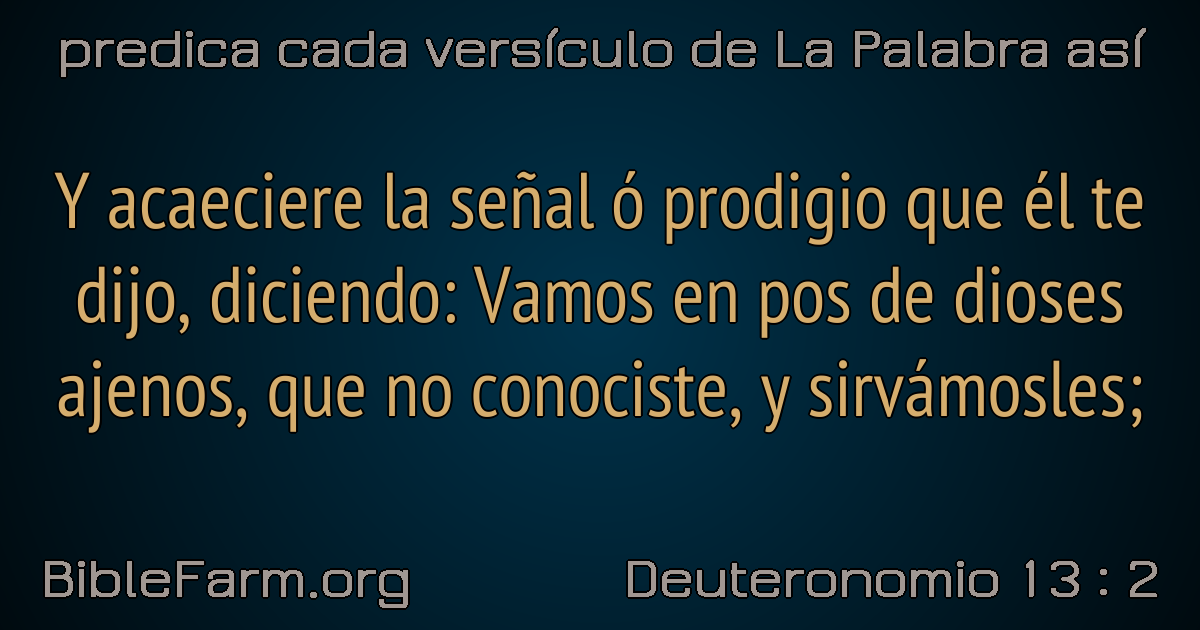 predica cada versículo de La Palabra así
Y acaeciere la señal ó prodigio que él te
dijo, diciendo: Vamos en pos de dioses
ajenos, que no conociste, y sirvámosles;
BibleFarm.org
Deuteronomio 13 : 2